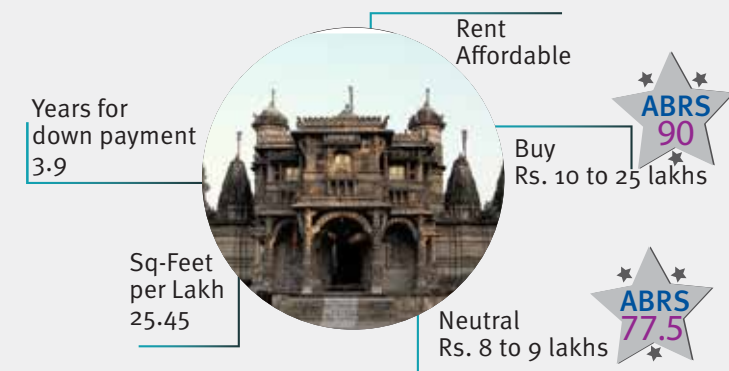 Rent
Affordable
ABRS
90
Years for
down payment
3.9
Buy
Rs. 10 to 25 lakhs
Sq-Feet
per Lakh
25.45
ABRS
77.5
Neutral
Rs. 8 to 9 lakhs